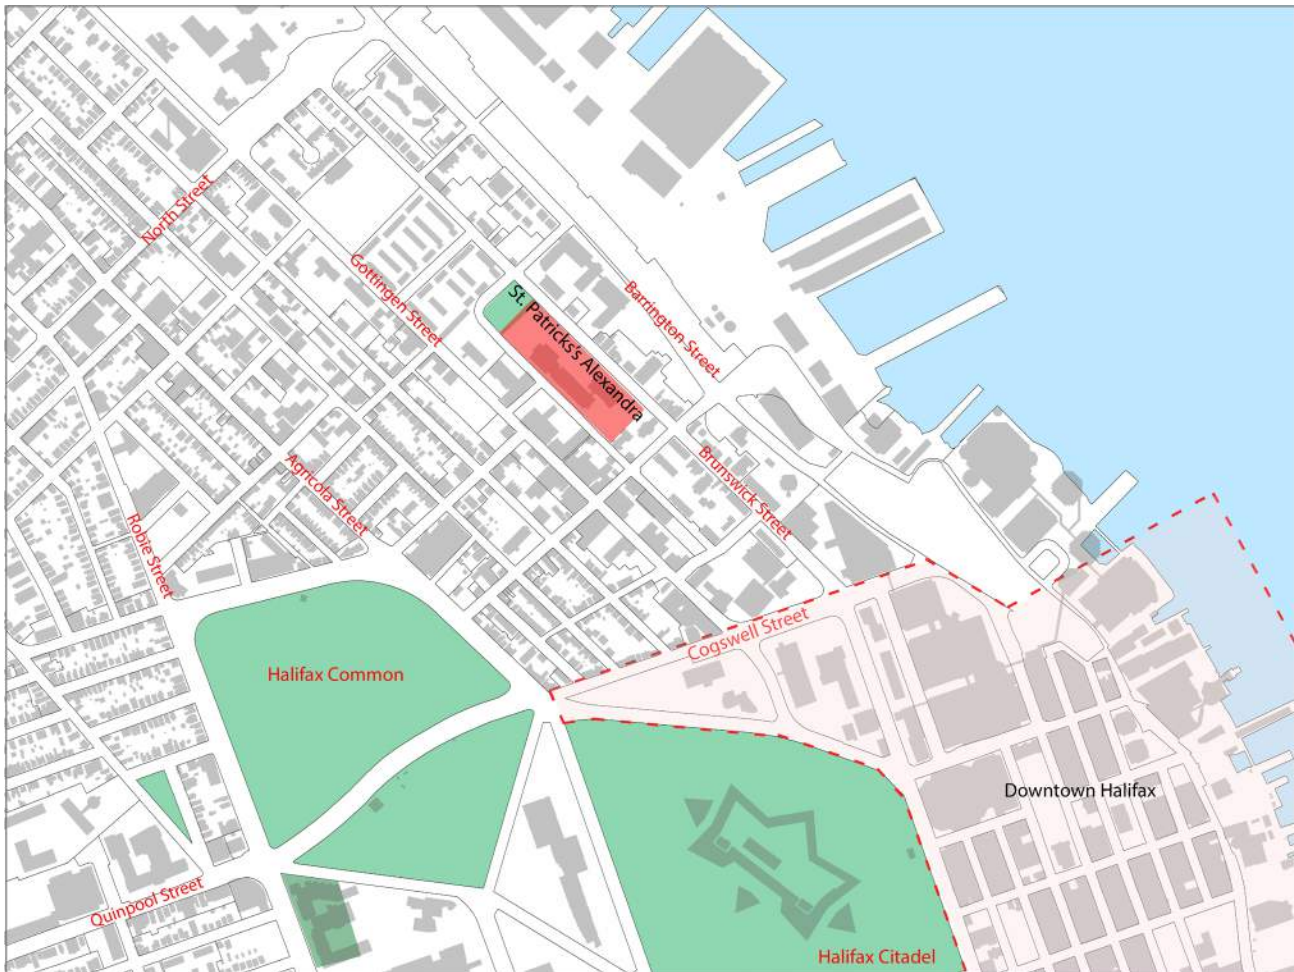 North Street
Gottingen Street
St. Patricks's Alexandra
Barrington Street
Agricola Street
Brunswick Street
Robie Street
Cogswell Street
Halifax Common
Downtown Halifax
Quinpool Street
Halifax Citadel